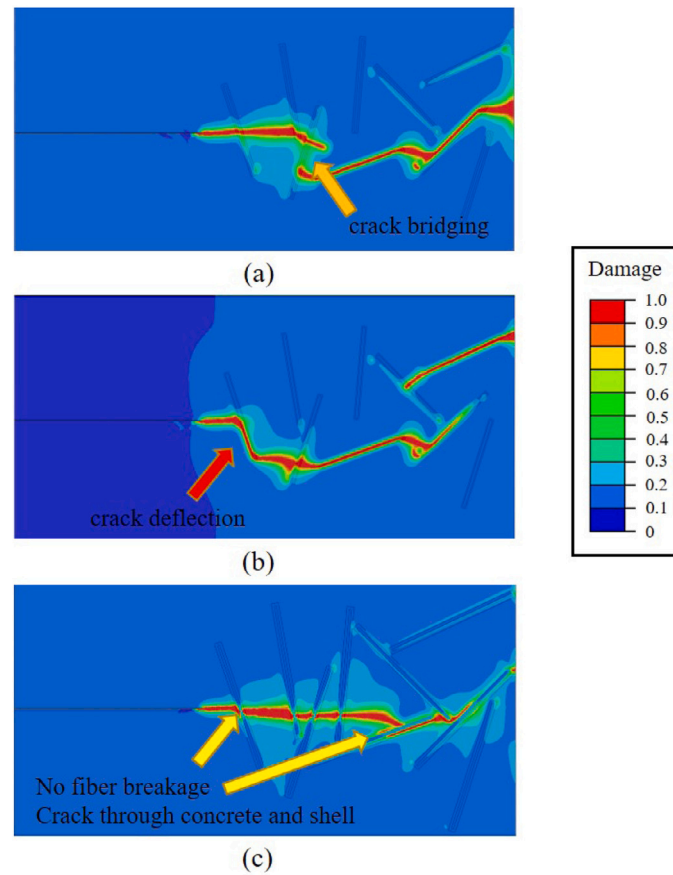 crack bridging
(a)
Damage
1.0
0.9
0.8
0.7
0.6
0.5
0.4
0.3
0.2
0.1
0
crack deflection
(b)
No fiber breakage
Crack through concrete and shell
(c)